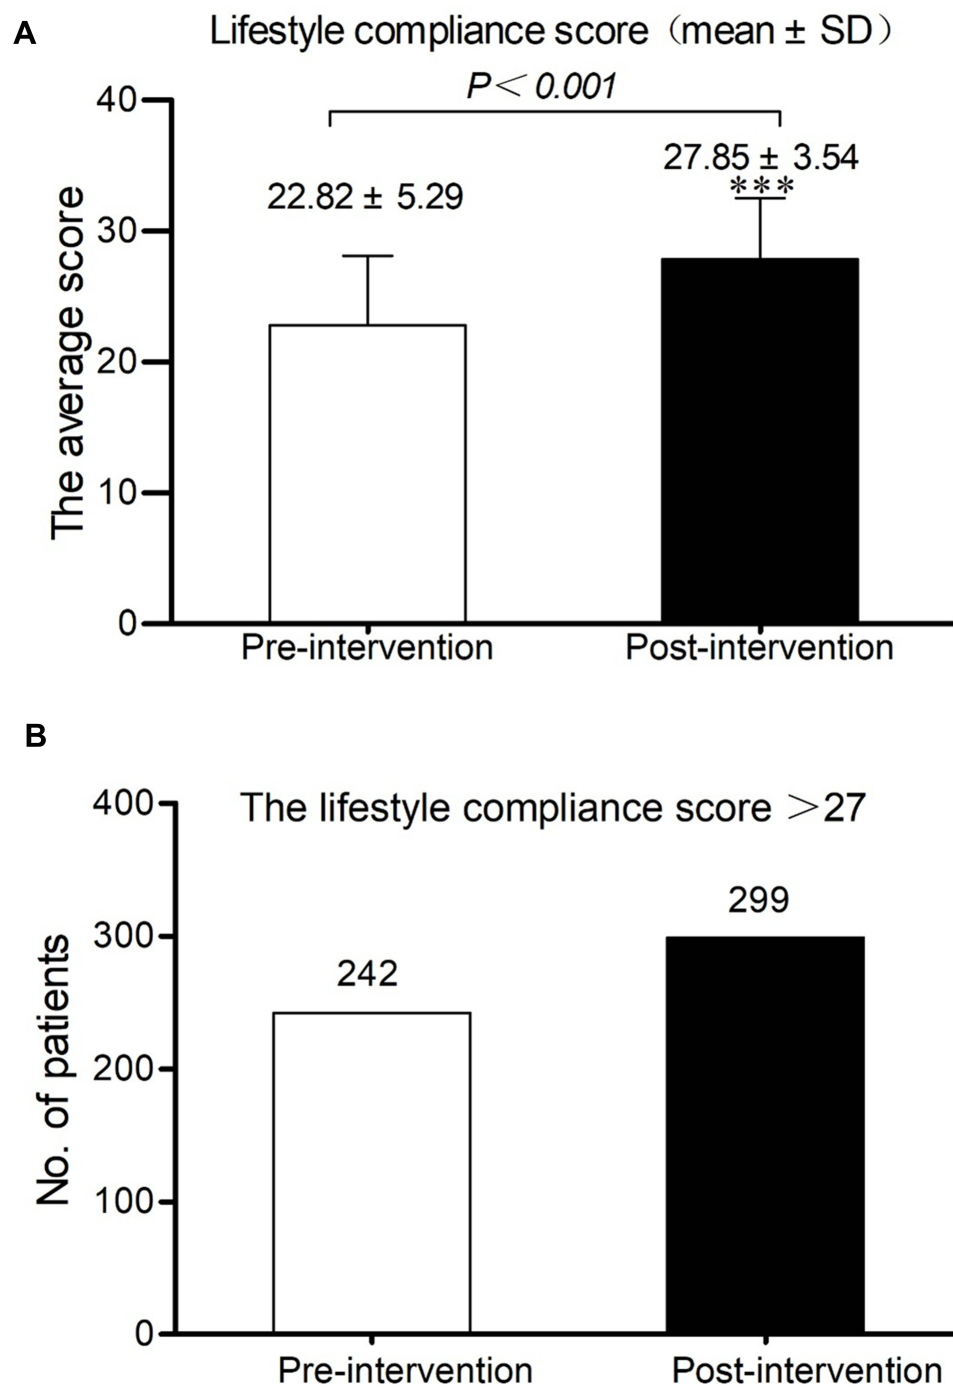 A
Lifestyle compliance score（mean ± SD）
P＜ 0.001
40
27.85 ± 3.54
***
22.82 ± 5.29
30
20
10
0
The average score
Pre-intervention Post-intervention
B
The lifestyle compliance score ＞27
400
299
300
242
200
100
0
No. of patients
Pre-intervention Post-intervention